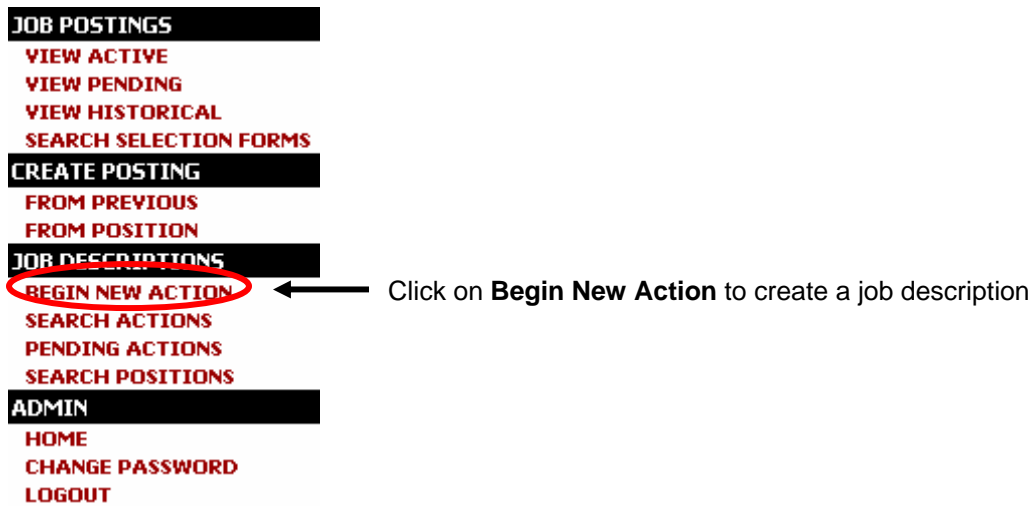 JOB POSTINGS
VIEW ACTIVE
VIEW PENDING
VIEW HISTORICAL
SEARCH SELECTION FORMS
CREATE POSTING
FROM PREVIOUS
FROM POSITION
JOB DESCRIPTIONS
BEGIN NEW ACTION
Click on Begin New Action to create a job description
SEARCH ACTIONS
PENDING ACTIONS
SEARCH POSITIONS
ADMIN
HOME
CHANGE PASSWORD
LOGOUT